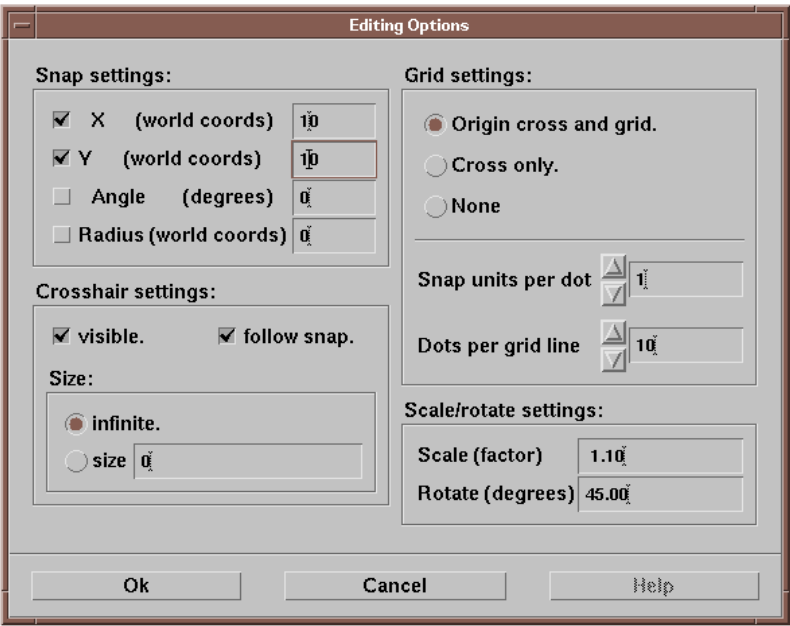 Editing Options
Snap settings:
X (world coords) 10
Y (world coords) 10
Angle (degrees) 0
Radius (world coords) 0
Crosshair settings:
visible. follow snap.
Size:
infinite.
size 0
Grid settings:
Origin cross and grid.
Cross only.
None
Snap units per dot 1
Dots per grid line 10
Scale/rotate settings:
Scale (factor) 1.10
Rotate (degrees) 45.00
Ok Cancel Help